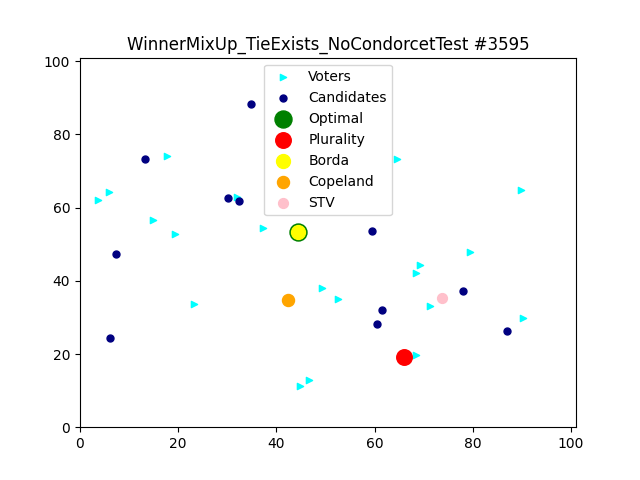 WinnerMixUp_TieExists_NoCondorcetTest #3595
100
80
60
40
20
0
Voters
Candidates
Optimal
Plurality
Borda
Copeland
STV
0 20 40 60 80 100